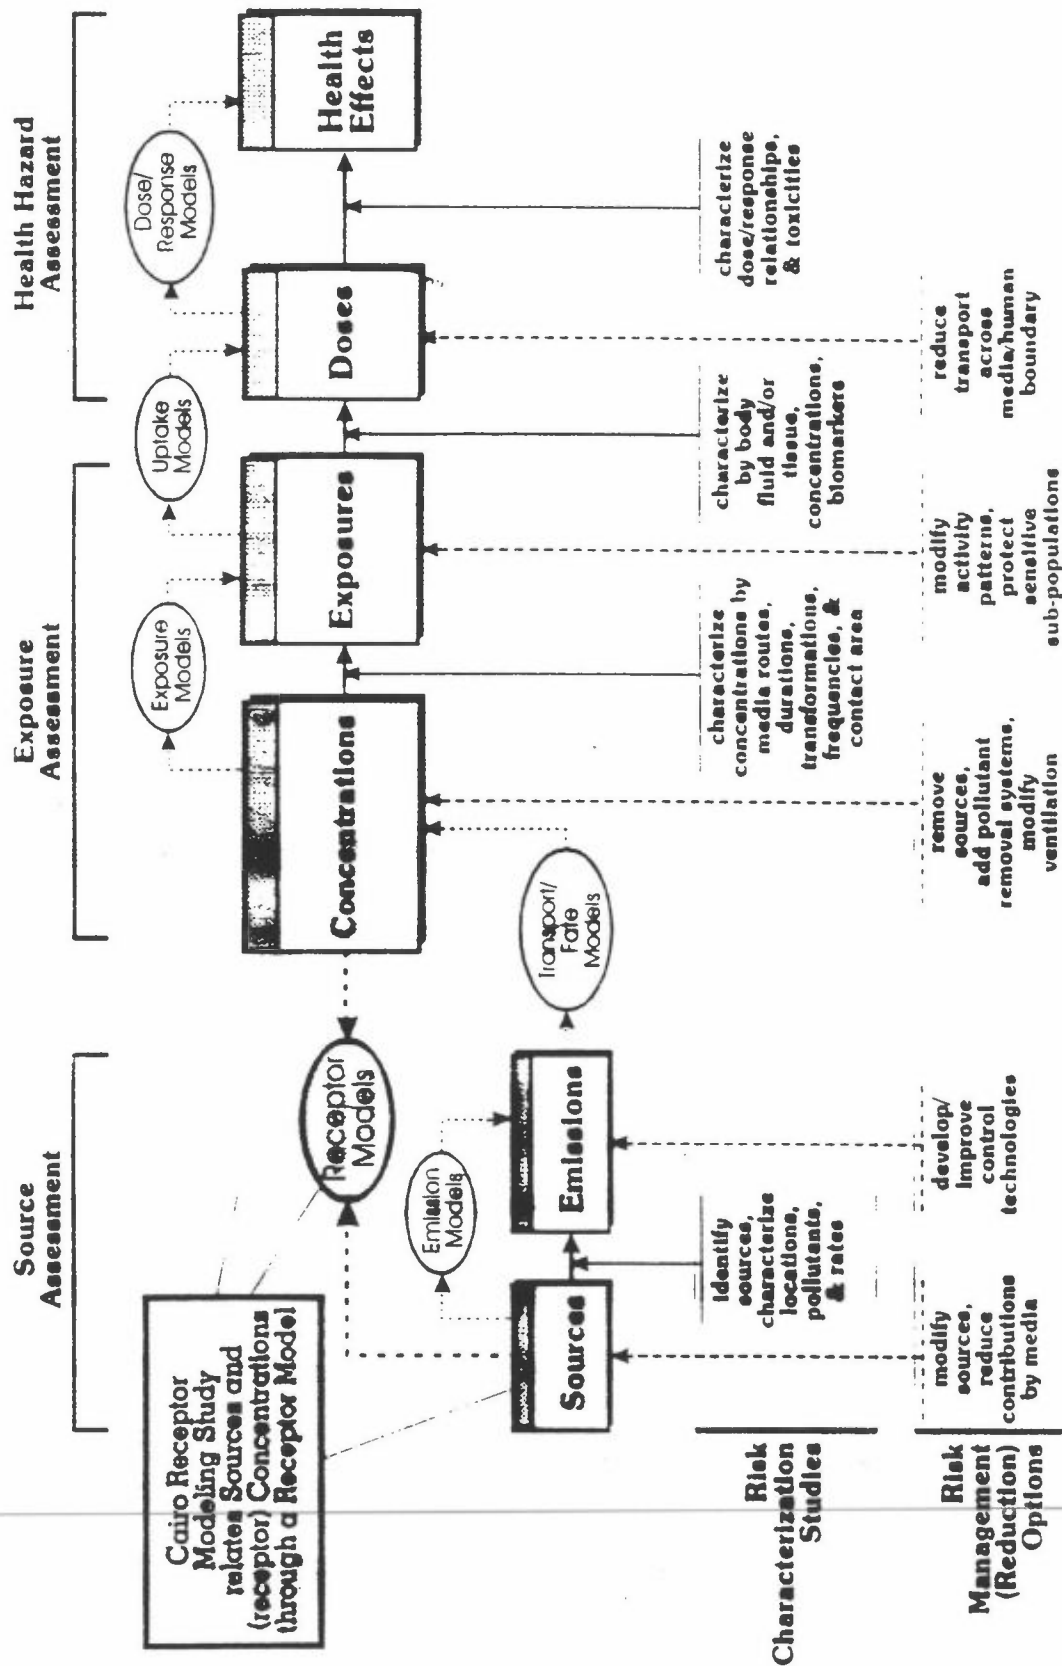 Source
Assessment
Exposure
Assessment
Health Hazard
Assessment
Cairo Receptor
Modeling Study
relates Sources and
(receptor) Concentrations
through a Receptor Model
Receptor
Models
Exposure
Models
Uptake
Models
Dose/
Response
Models
Concentrations
Exposures
Doses
Health
Effects
Emission
Models
Transport/
Fate
Models
Sources
Emissions
Risk
Characterization
Studies
identify
sources,
characterize
locations,
pollutants,
& rates
characterize
concentrations by
media routes,
durations,
transformations,
frequencies, &
contact area
characterize
by body
fluid and/or
tissue,
concentrations,
biomarkers
characterize
dose/response
relationships,
& toxicities
Risk
Management
(Reduction)
Options
modify
sources,
reduce
contributions
by media
develop/
improve
control
technologies
remove
sources,
add pollutant
removal systems,
modify
ventilation
modify
activity
patterns,
protect
sensitive
sub-populations
reduce
transport
across
media/human
boundary